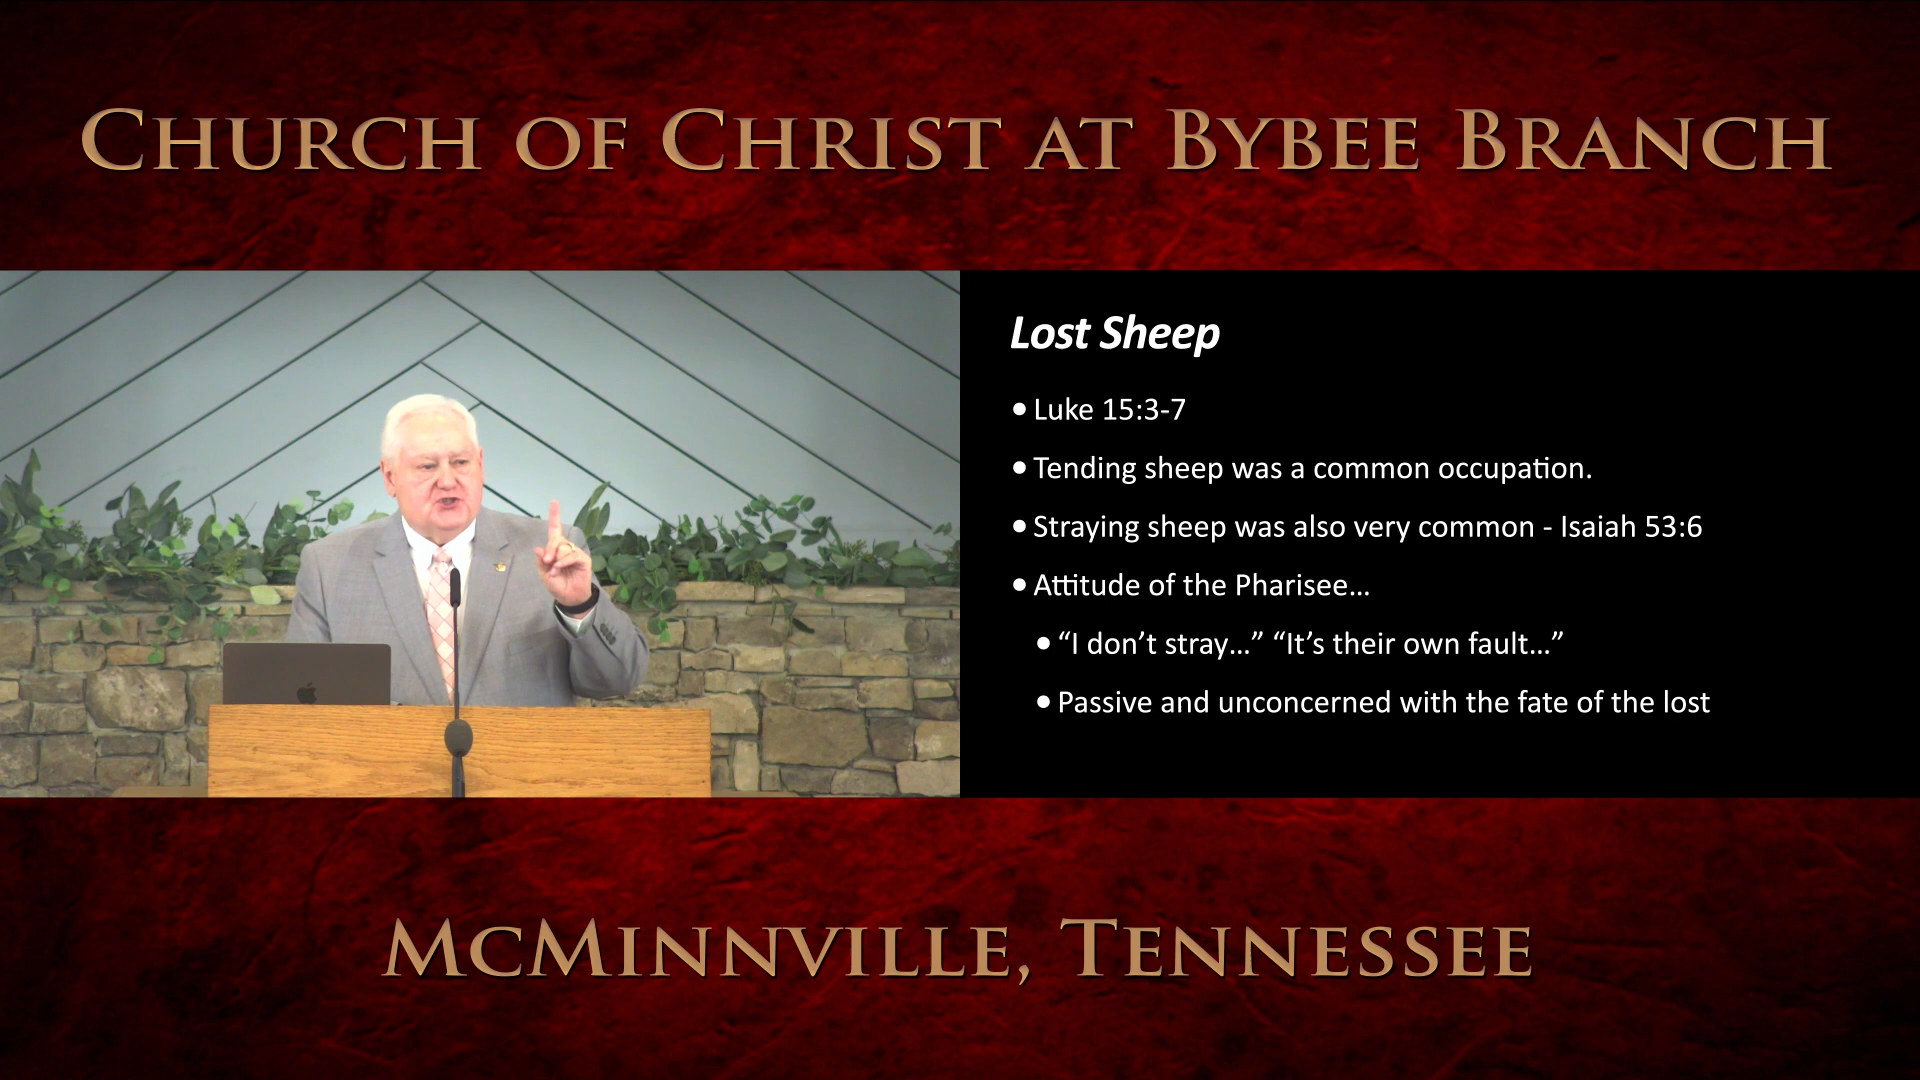 Church of Christ at Bybee Branch
Lost Sheep
• Luke 15:3-7
• Tending sheep was a common occupation.
• Straying sheep was also very common - Isaiah 53:6
• Attitude of the Pharisee…
• “I don’t stray…” “It’s their own fault…”
• Passive and unconcerned with the fate of the lost
McMinnville, Tennessee